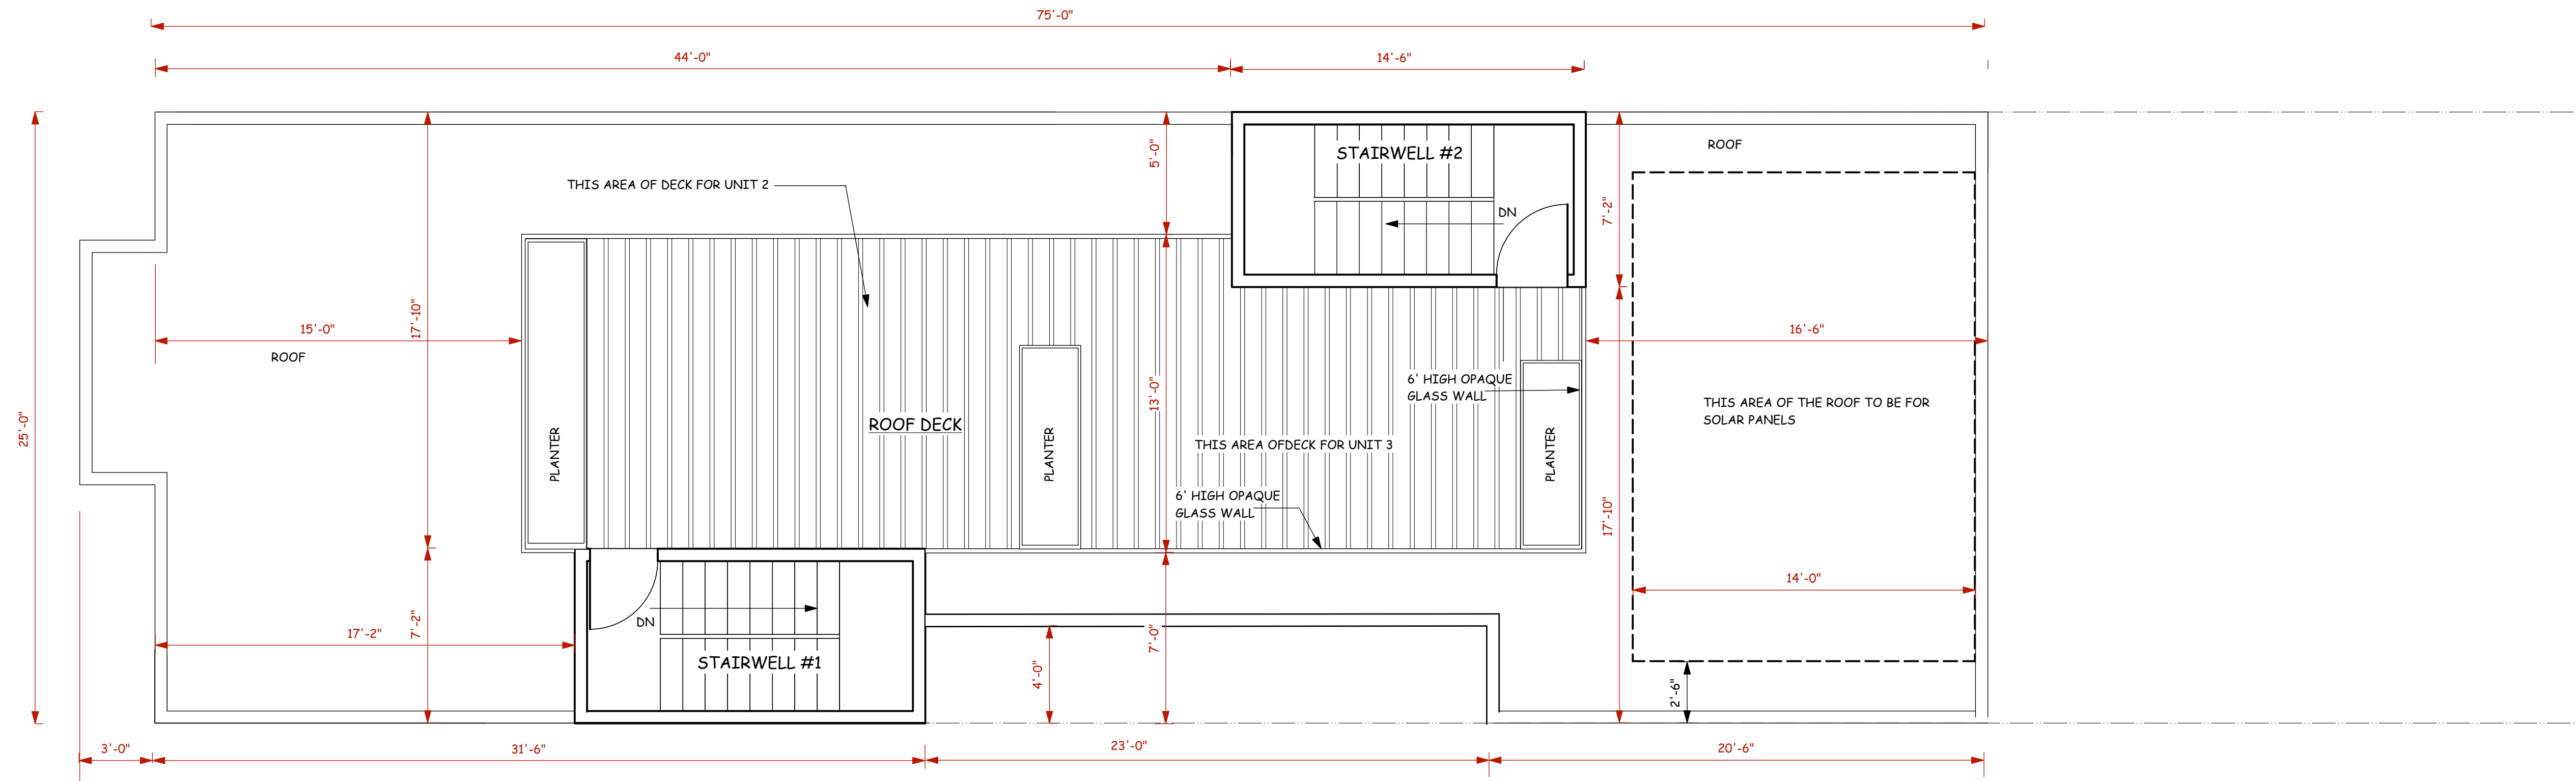 75'-0"
44'-0"
14'-6"
5'-0"
STAIRWELL #2
ROOF
THIS AREA OF DECK FOR UNIT 2
DN
7'-2"
15'-0"
17'-10"
16'-6"
ROOF
25'-0"
13'-0"
6' HIGH OPAQUE
GLASS WALL
THIS AREA OF THE ROOF TO BE FOR
SOLAR PANELS
ROOF DECK
PLANTER
PLANTER
THIS AREA OFDECK FOR UNIT 3
PLANTER
6' HIGH OPAQUE
GLASS WALL
17'-10"
14'-0"
DN
7'-2"
17'-2"
7'-0"
STAIRWELL #1
4'-0"
2'-6"
3'-0"
31'-6"
23'-0"
20'-6"